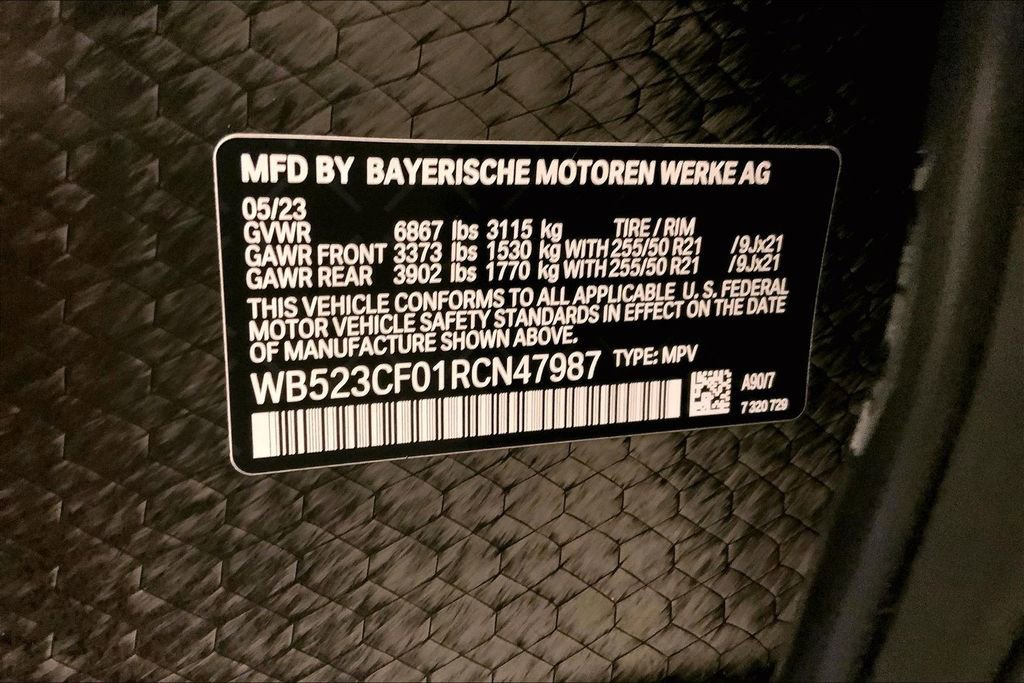 MFD BY BAYERISCHE MOTOREN WERKE AG
05/23
GVWR 6867 lbs 3115 kg TIRE / RIM
GAWR FRONT 3373 lbs 1530 kg WITH 255/50 R21 /9Jx21
GAWR REAR 3902 lbs 1770 kg WITH 255/50 R21 /9Jx21
THIS VEHICLE CONFORMS TO ALL APPLICABLE U.S. FEDERAL
MOTOR VEHICLE SAFETY STANDARDS IN EFFECT ON THE DATE
OF MANUFACTURE SHOWN ABOVE.
WB523CF01RCN47987 TYPE: MPV
A90/7
7 320 729